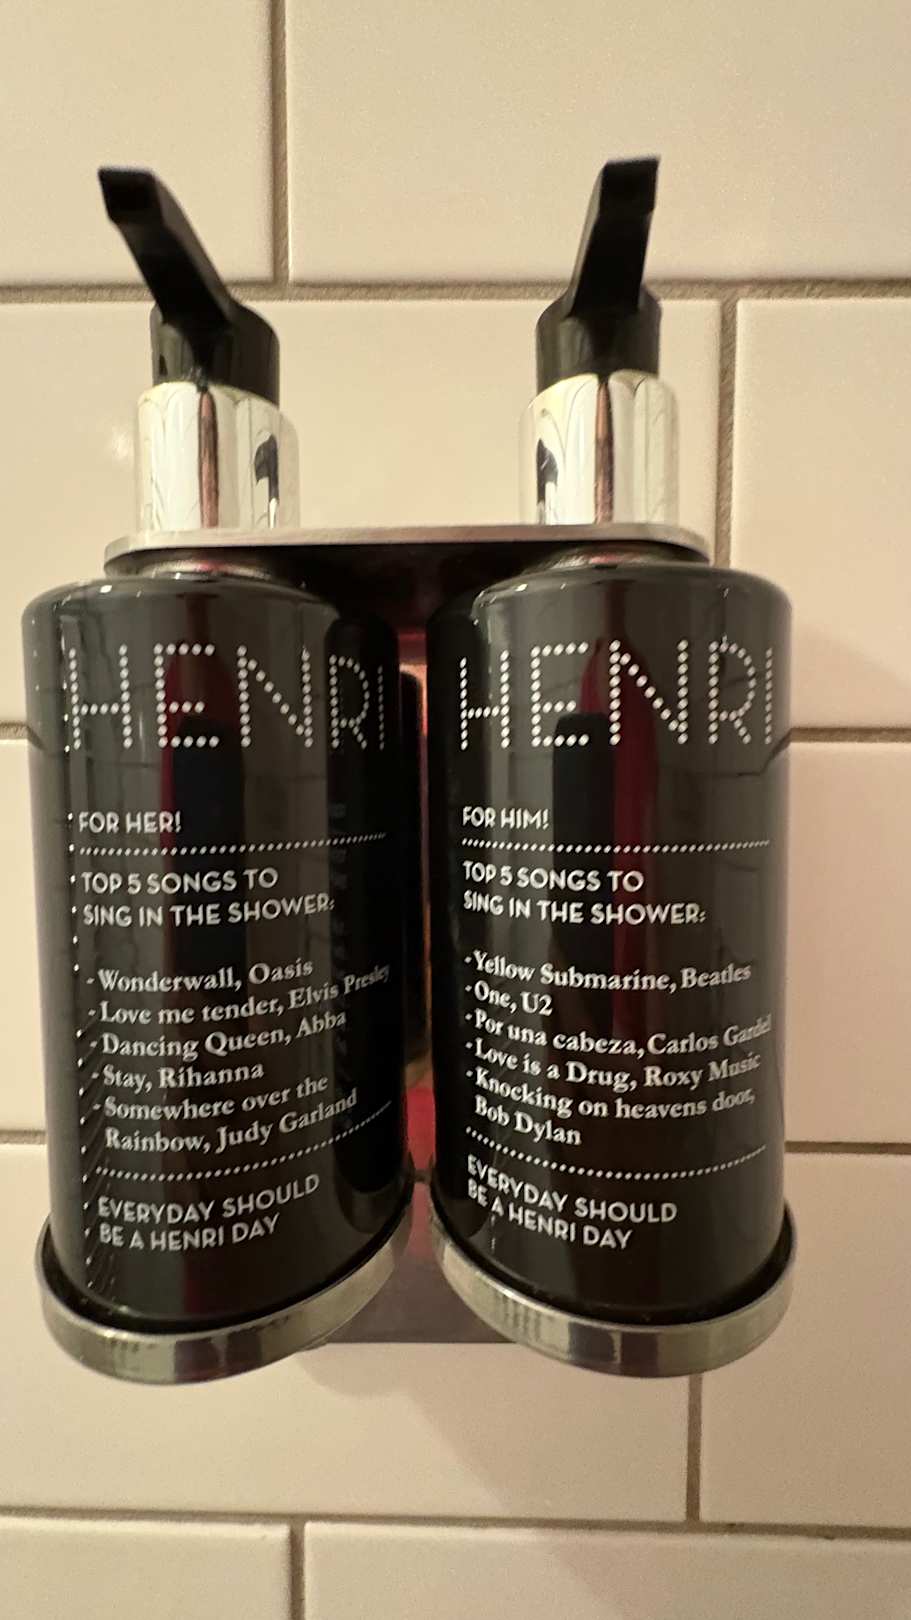 HENRI
FOR HER!
TOP 5 SONGS TO
SING IN THE SHOWER:
-Wonderwall, Oasis
-Love me tender, Elvis Presley
-Dancing Queen, Abba
-Stay, Rihanna
-Somewhere over the
Rainbow, Judy Garland
EVERYDAY SHOULD
BE A HENRI DAY
HENRI
FOR HIM!
TOP 5 SONGS TO
SING IN THE SHOWER:
-Yellow Submarine, Beatles
-One, U2
-Por una cabeza, Carlos Gardel
-Love is a Drug, Roxy Music
-Knocking on heavens door,
Bob Dylan
EVERYDAY SHOULD
BE A HENRI DAY